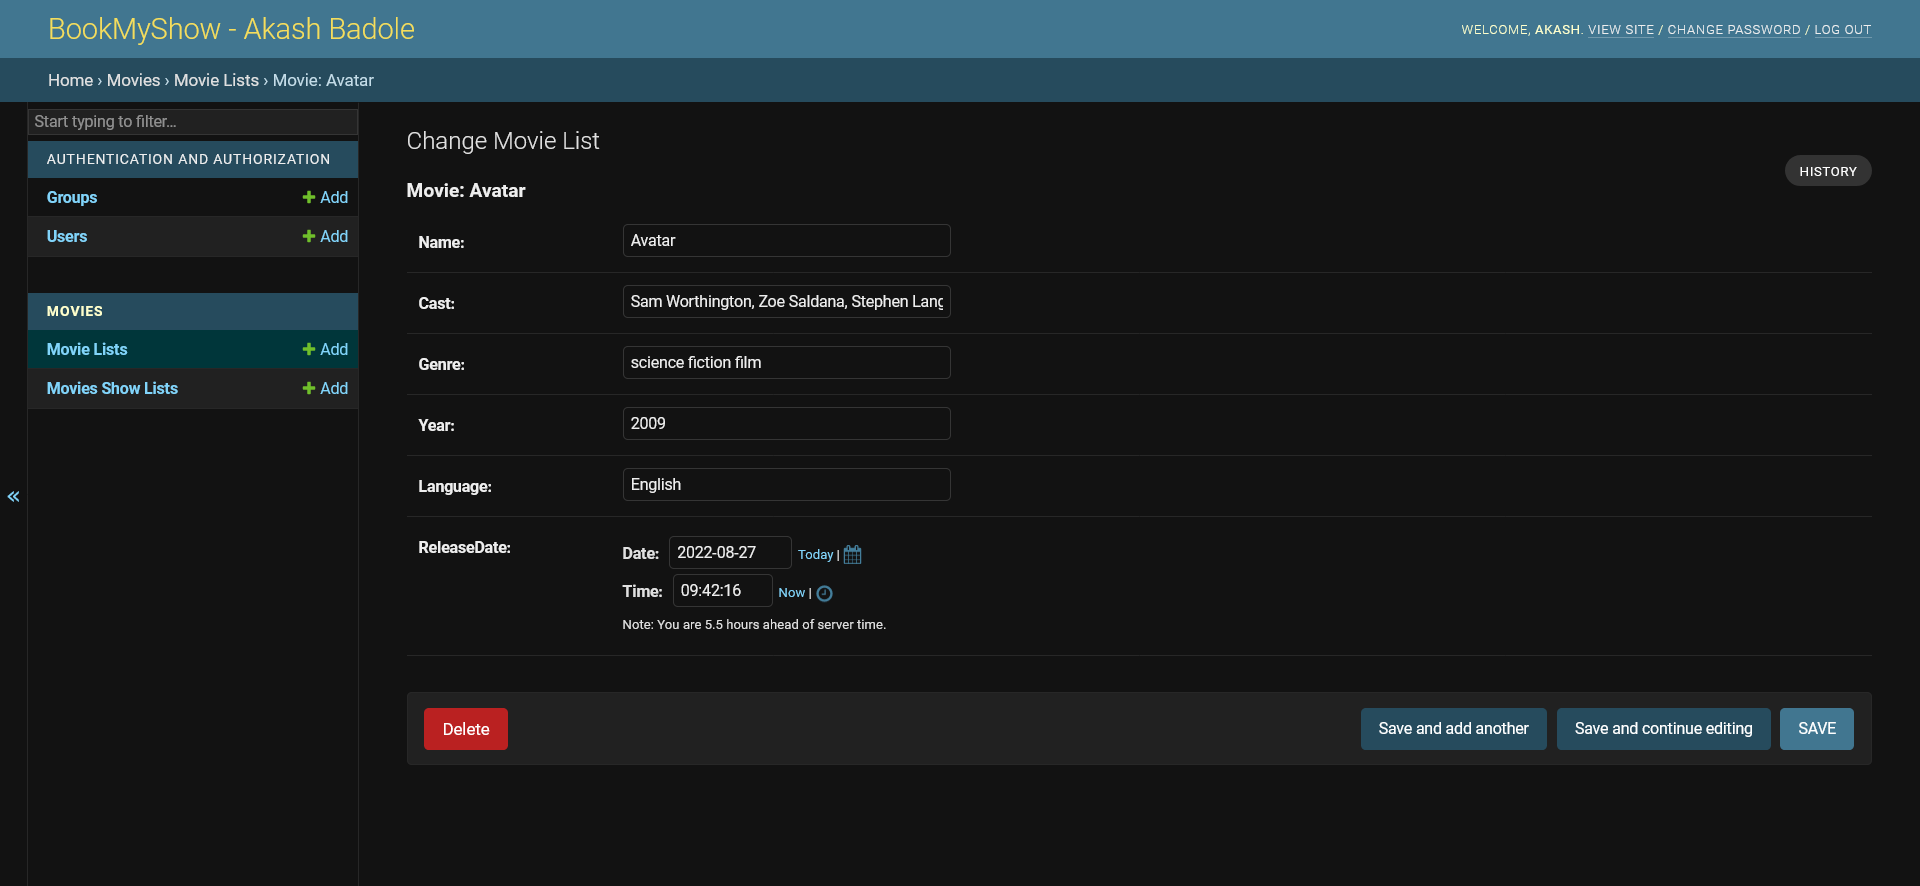 BookMyShow - Akash Badole
WELCOME, AKASH. VIEW SITE / CHANGE PASSWORD / LOG OUT
Home › Movies › Movie Lists › Movie: Avatar
Start typing to filter...
AUTHENTICATION AND AUTHORIZATION
Groups + Add
Users + Add
MOVIES
Movie Lists + Add
Movies Show Lists + Add
«
Change Movie List
HISTORY
Movie: Avatar
Name: Avatar
Cast: Sam Worthington, Zoe Saldana, Stephen Lang
Genre: science fiction film
Year: 2009
Language: English
ReleaseDate:
Date: 2022-08-27 Today |
Time: 09:42:16 Now |
Note: You are 5.5 hours ahead of server time.
Delete
Save and add another
Save and continue editing
SAVE